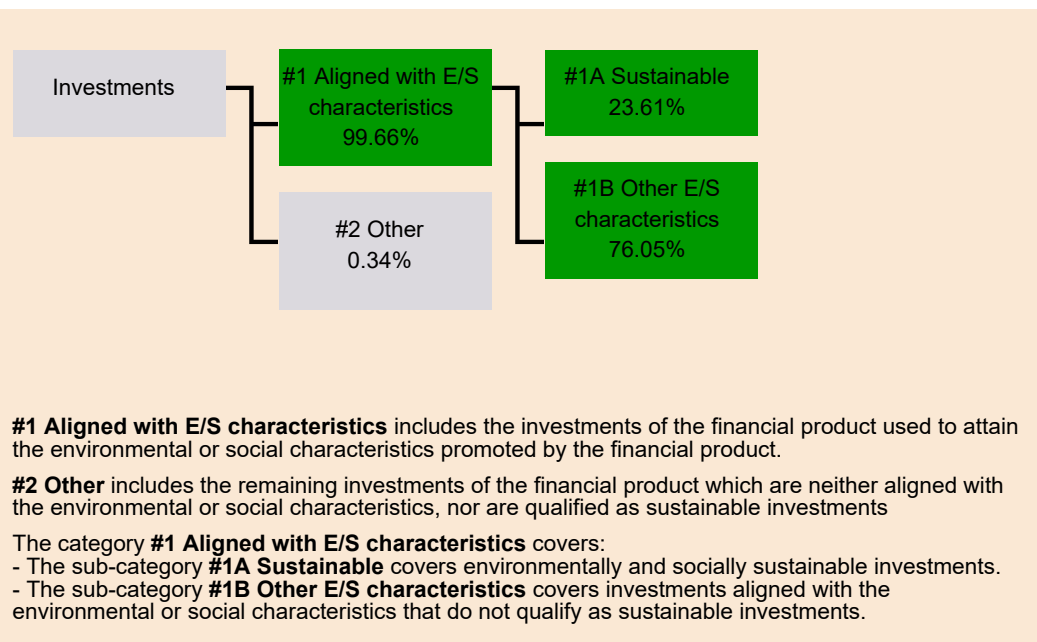 Investments
#1 Aligned with E/S
characteristics
99.66%
#2 Other
0.34%
#1A Sustainable
23.61%
#1B Other E/S
characteristics
76.05%
#1 Aligned with E/S characteristics includes the investments of the financial product used to attain
the environmental or social characteristics promoted by the financial product.
#2 Other includes the remaining investments of the financial product which are neither aligned with
the environmental or social characteristics, nor are qualified as sustainable investments
The category #1 Aligned with E/S characteristics covers:
- The sub-category #1A Sustainable covers environmentally and socially sustainable investments.
- The sub-category #1B Other E/S characteristics covers investments aligned with the
environmental or social characteristics that do not qualify as sustainable investments.